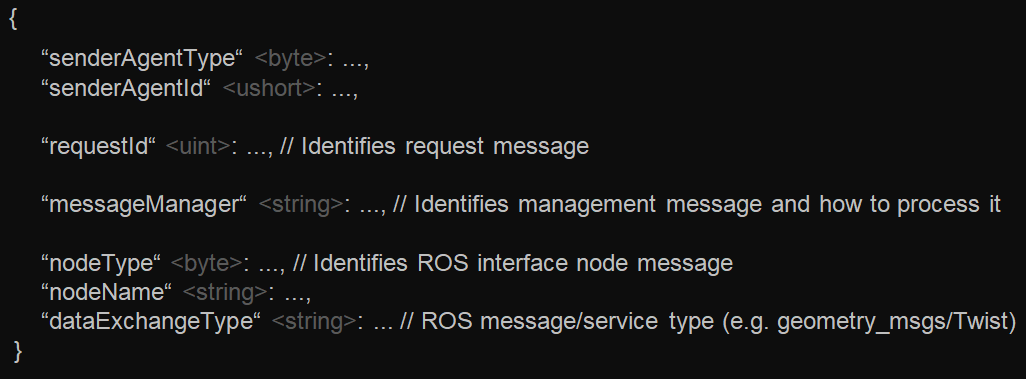 {
“senderAgentType“ <byte>: ...,
“senderAgentId“ <ushort>: ...,
“requestId“ <uint>: ..., // Identifies request message
“messageManager“ <string>: ..., // Identifies management message and how to process it
“nodeType“ <byte>: ..., // Identifies ROS interface node message
“nodeName“ <string>: ...,
“dataExchangeType“ <string>: ... // ROS message/service type (e.g. geometry_msgs/Twist)
}